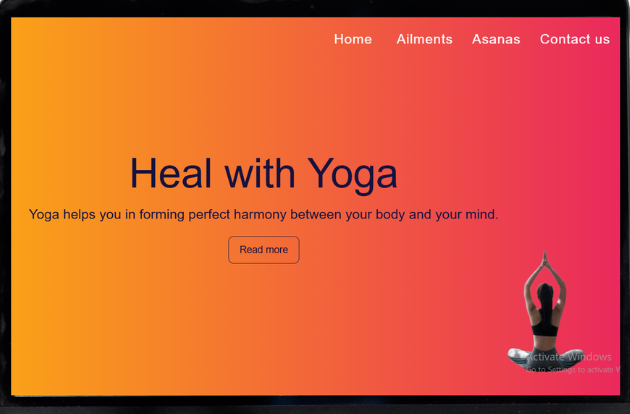 Home Ailments Asanas Contact us
Heal with Yoga
Yoga helps you in forming perfect harmony between your body and your mind.
Read more
Activate Windows
Go to Settings to activate W